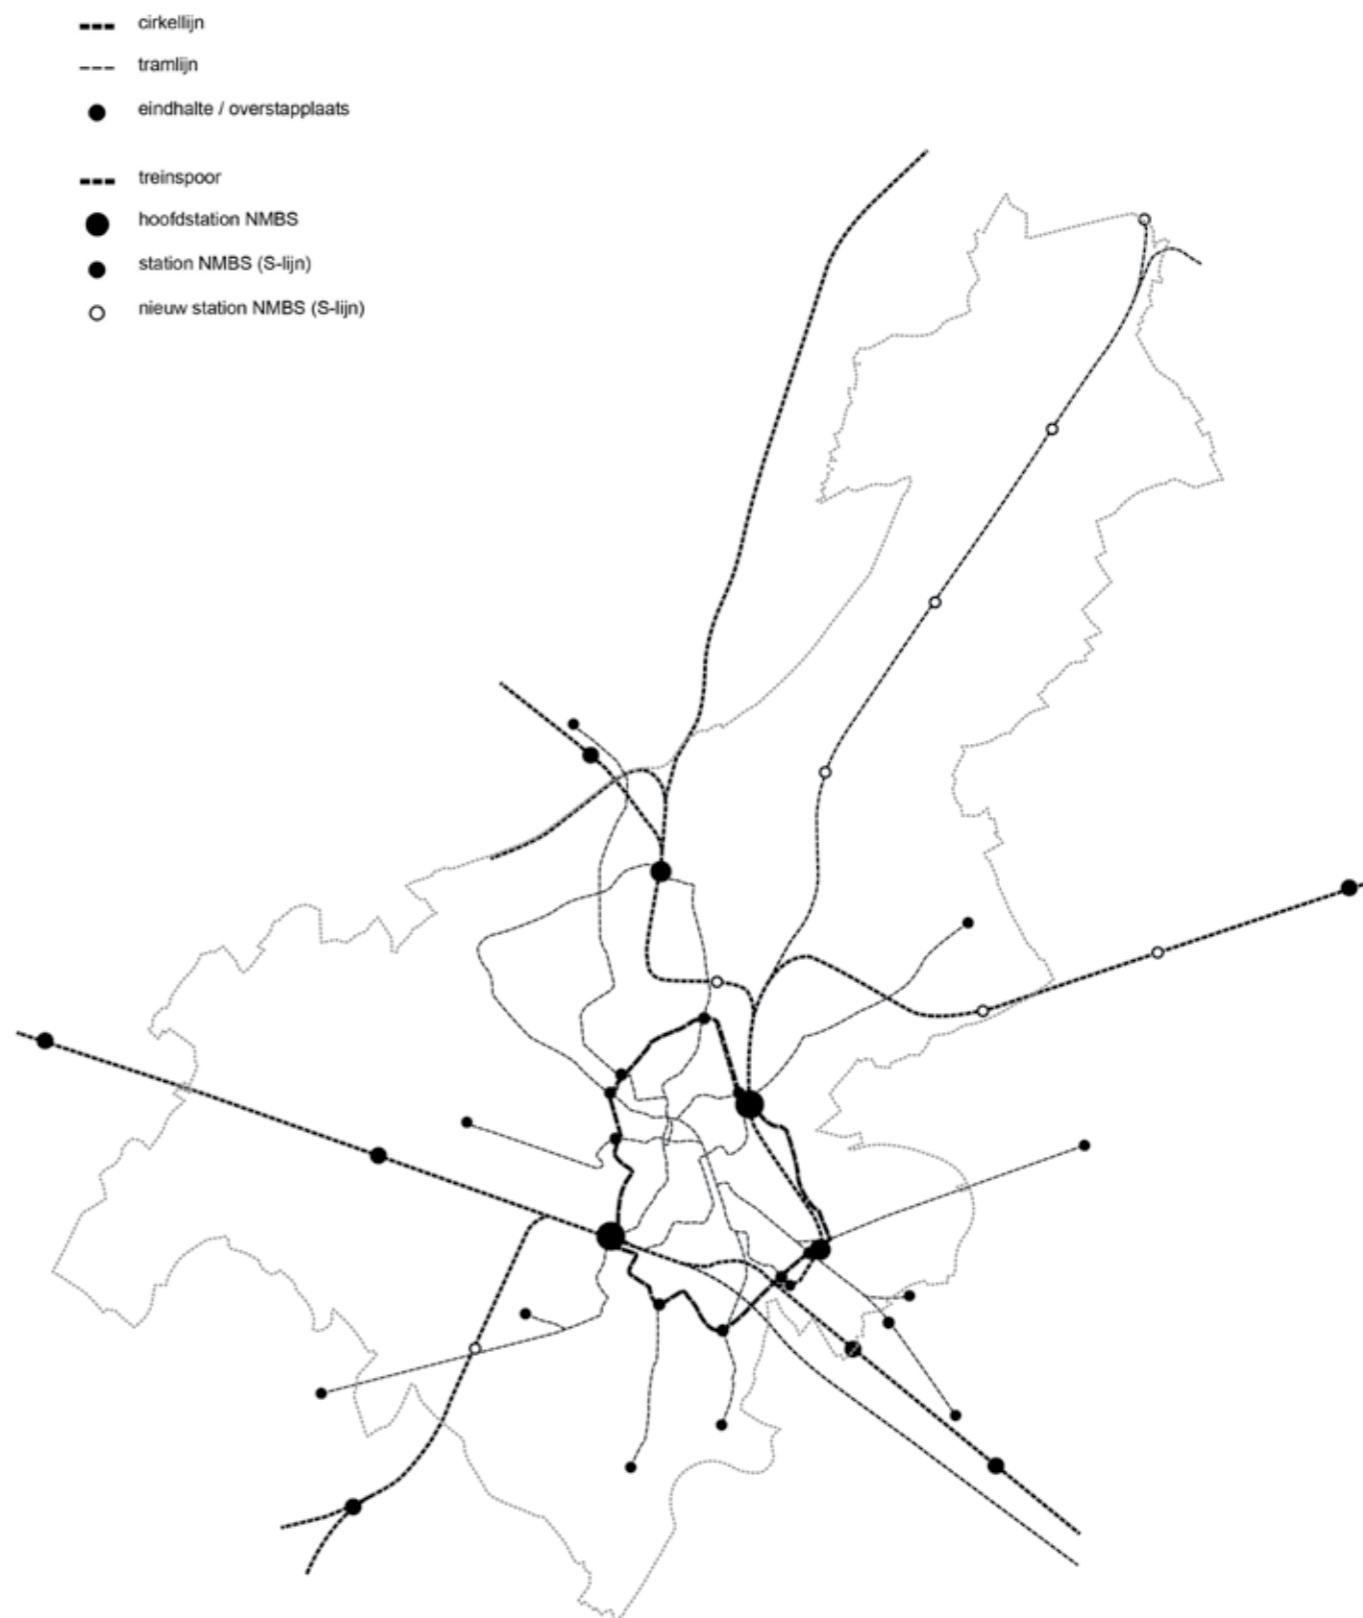 cirkellijn
tramlijn
eindhalte / overstapplaats
treinspoor
hoofdstation NMBS
station NMBS (S-lijn)
nieuw station NMBS (S-lijn)